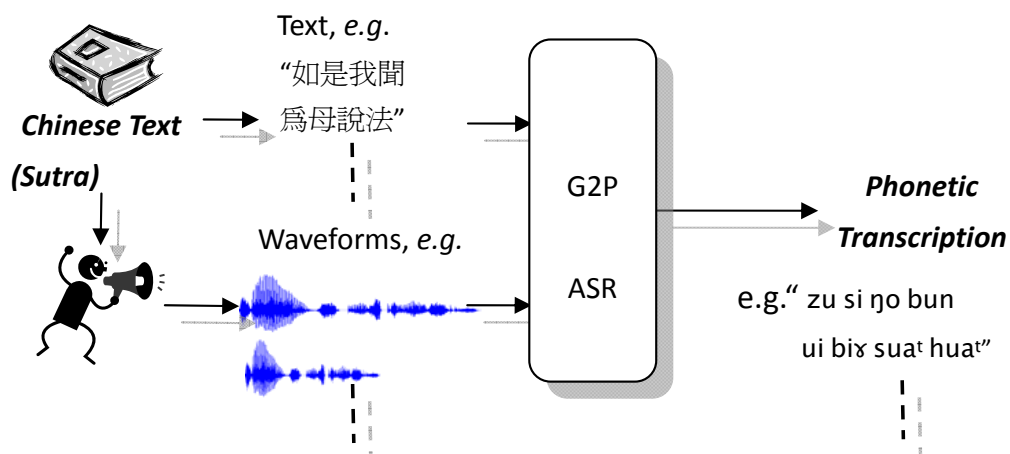 Text, e.g.
“如是我聞
爲母說法”
Chinese Text
(Sutra)
Waveforms, e.g.
G2P
ASR
Phonetic
Transcription
e.g.“ zu si ŋo bun
ui biɤ suaᵗ huaᵗ”